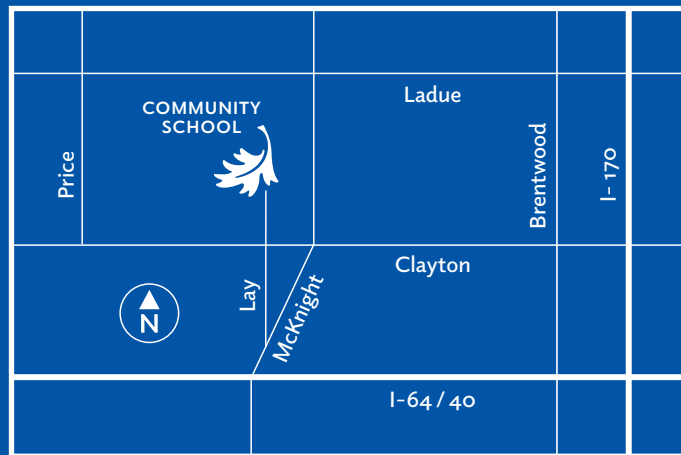 Ladue
COMMUNITY
SCHOOL
Price
Brentwood
I-170
Clayton
Lay
McKnight
N
I-64 / 40